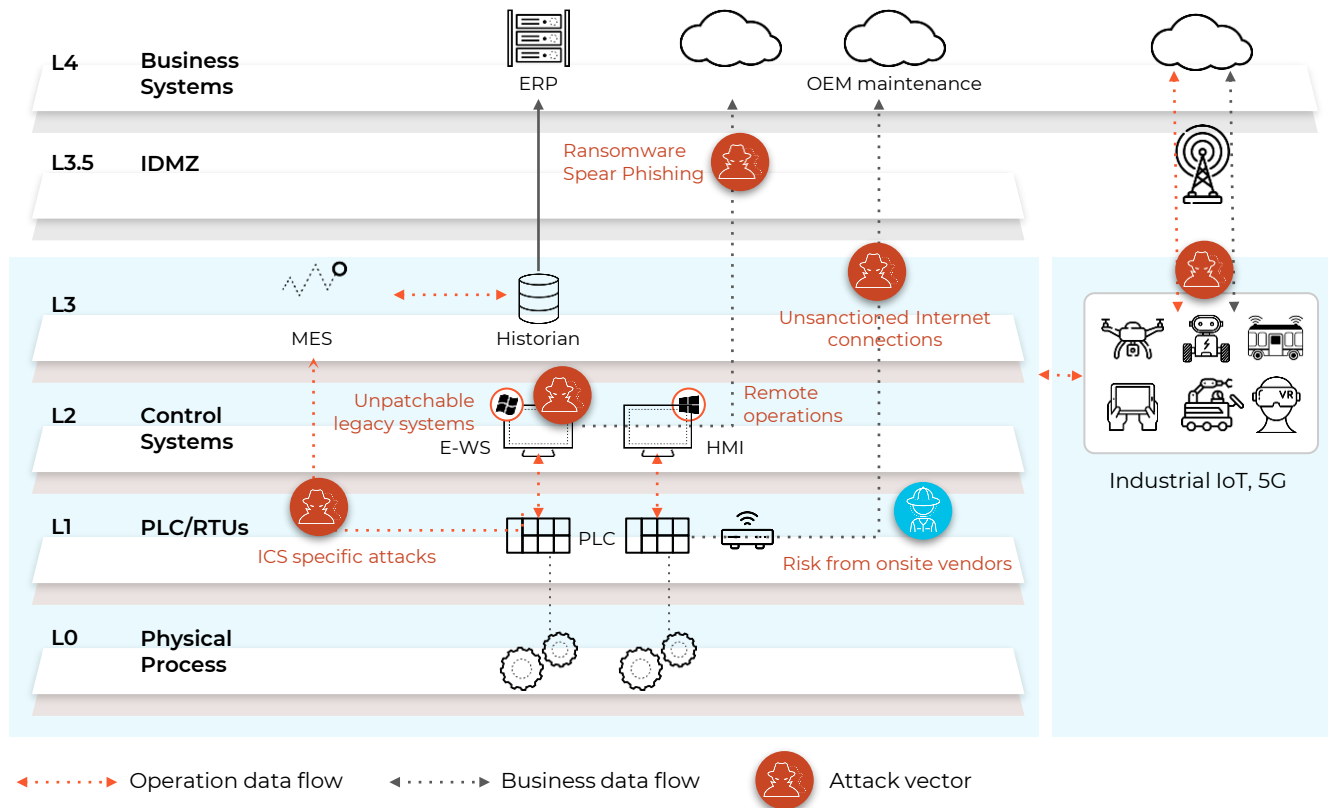 L4
Business
Systems
ERP
OEM maintenance
L3.5
IDMZ
Ransomware
Spear Phishing
L3
MES
Historian
Unsanctioned Internet
connections
L2
Control
Systems
Unpatchable
legacy systems
E-WS
HMI
Remote
operations
VR
Industrial IoT, 5G
L1
PLC/RTUs
ICS specific attacks
PLC
Risk from onsite vendors
L0
Physical
Process
Operation data flow
Business data flow
Attack vector